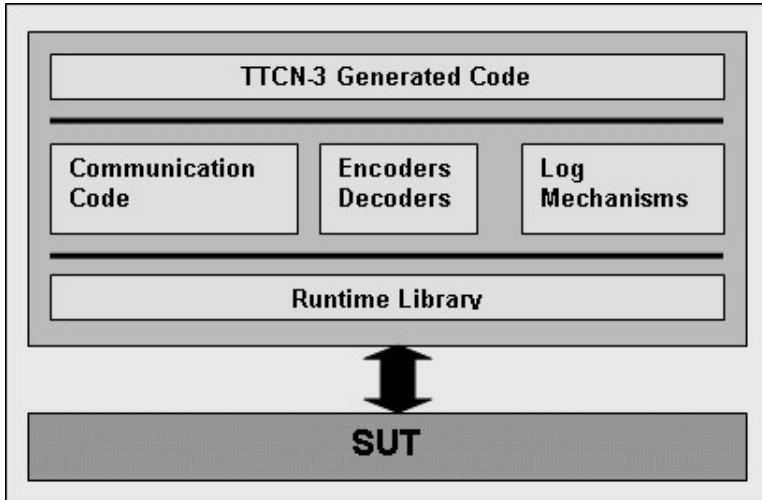 TTCN-3 Generated Code
Communication
Code
Encoders
Decoders
Log
Mechanisms
Runtime Library
SUT